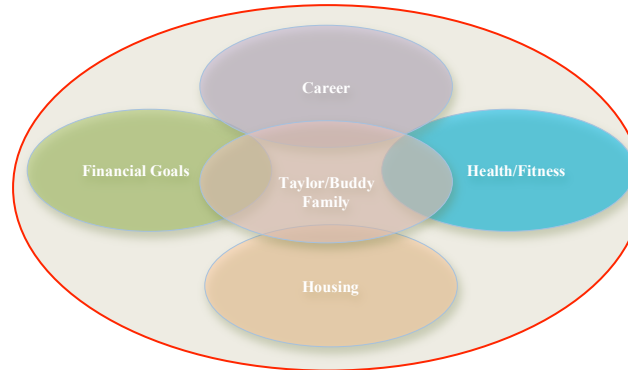 Career
Financial Goals
Taylor/Buddy
Family
Health/Fitness
Housing